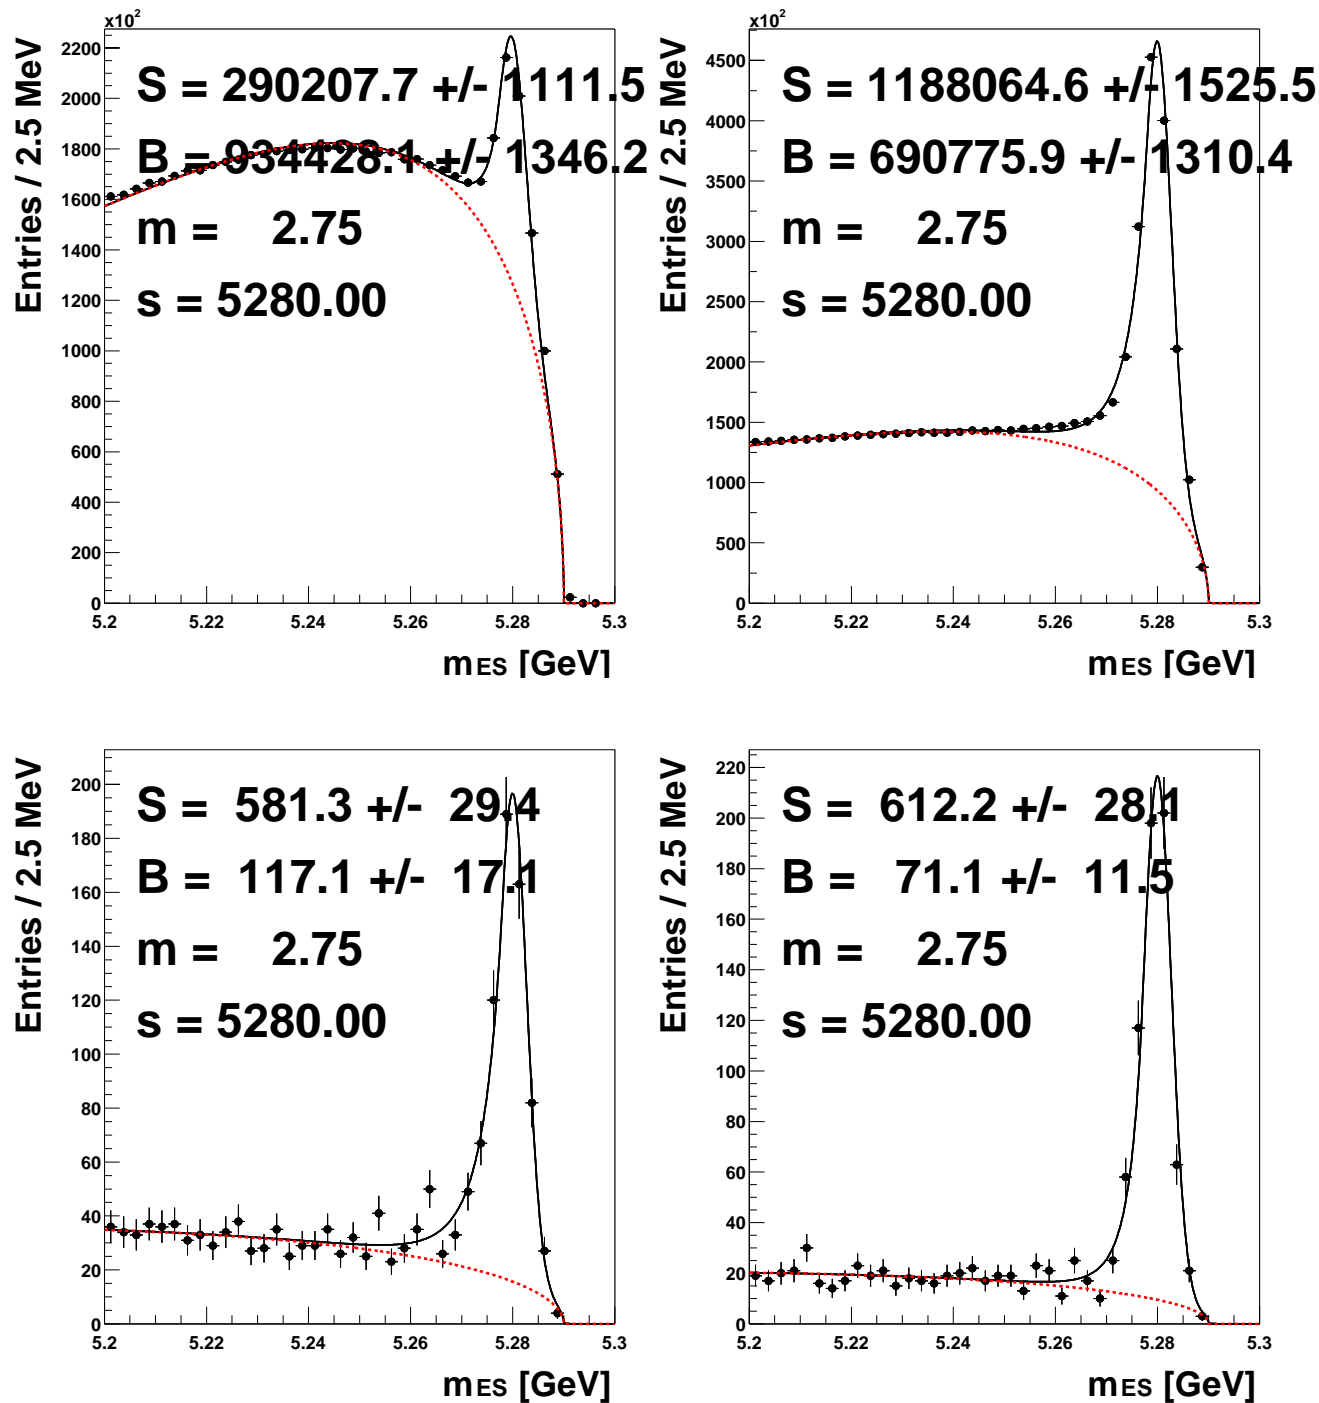 x10²
Entries / 2.5 MeV
2200
2000
1800
1600
1400
1200
1000
800
600
400
200
0
S = 290207.7 +/- 1111.5
B = 934428.1 +/- 1346.2
m = 2.75
s = 5280.00
5.2 5.22 5.24 5.26 5.28 5.3
mES [GeV]
x10²
Entries / 2.5 MeV
4500
4000
3500
3000
2500
2000
1500
1000
500
0
S = 1188064.6 +/- 1525.5
B = 690775.9 +/- 1310.4
m = 2.75
s = 5280.00
5.2 5.22 5.24 5.26 5.28 5.3
mES [GeV]
Entries / 2.5 MeV
200
180
160
140
120
100
80
60
40
20
0
S = 581.3 +/- 29.4
B = 117.1 +/- 17.1
m = 2.75
s = 5280.00
5.2 5.22 5.24 5.26 5.28 5.3
mES [GeV]
Entries / 2.5 MeV
220
200
180
160
140
120
100
80
60
40
20
0
S = 612.2 +/- 28.1
B = 71.1 +/- 11.5
m = 2.75
s = 5280.00
5.2 5.22 5.24 5.26 5.28 5.3
mES [GeV]